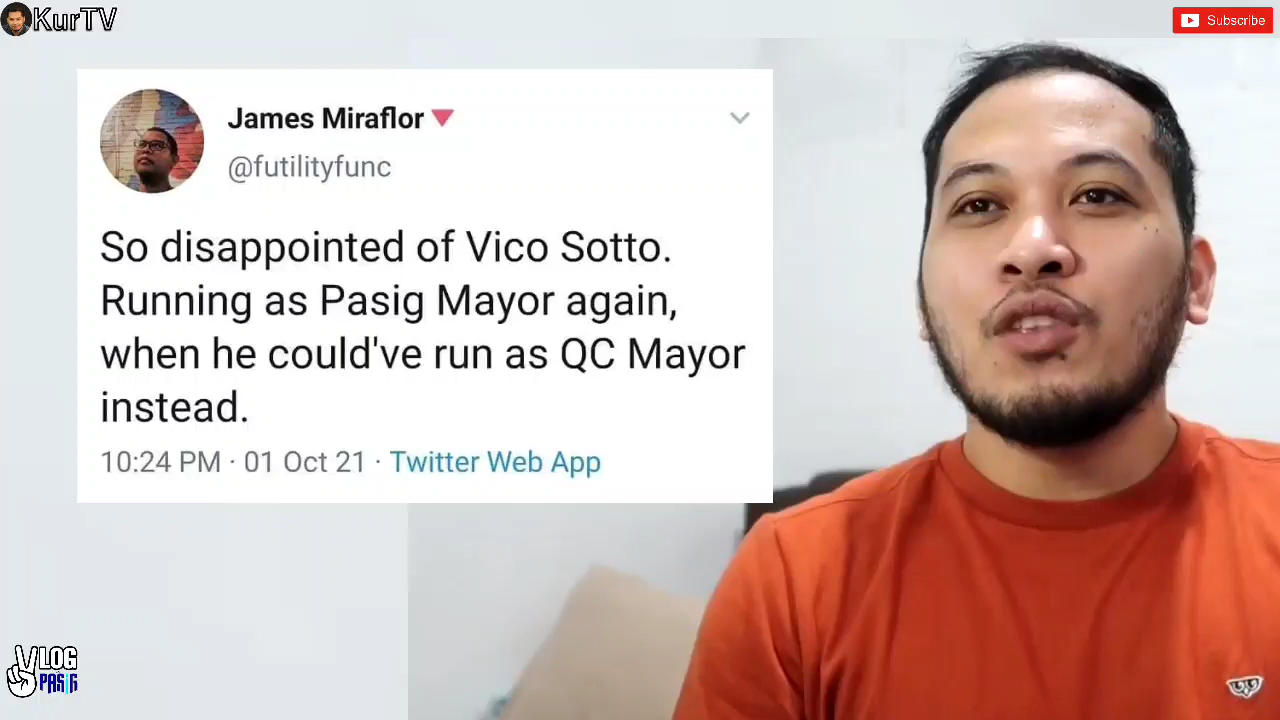 KurTV
Subscribe
James Miraflor
@futilityfunc
So disappointed of Vico Sotto.
Running as Pasig Mayor again,
when he could've run as QC Mayor
instead.
10:24 PM · 01 Oct 21 · Twitter Web App
VLOG
PASIG